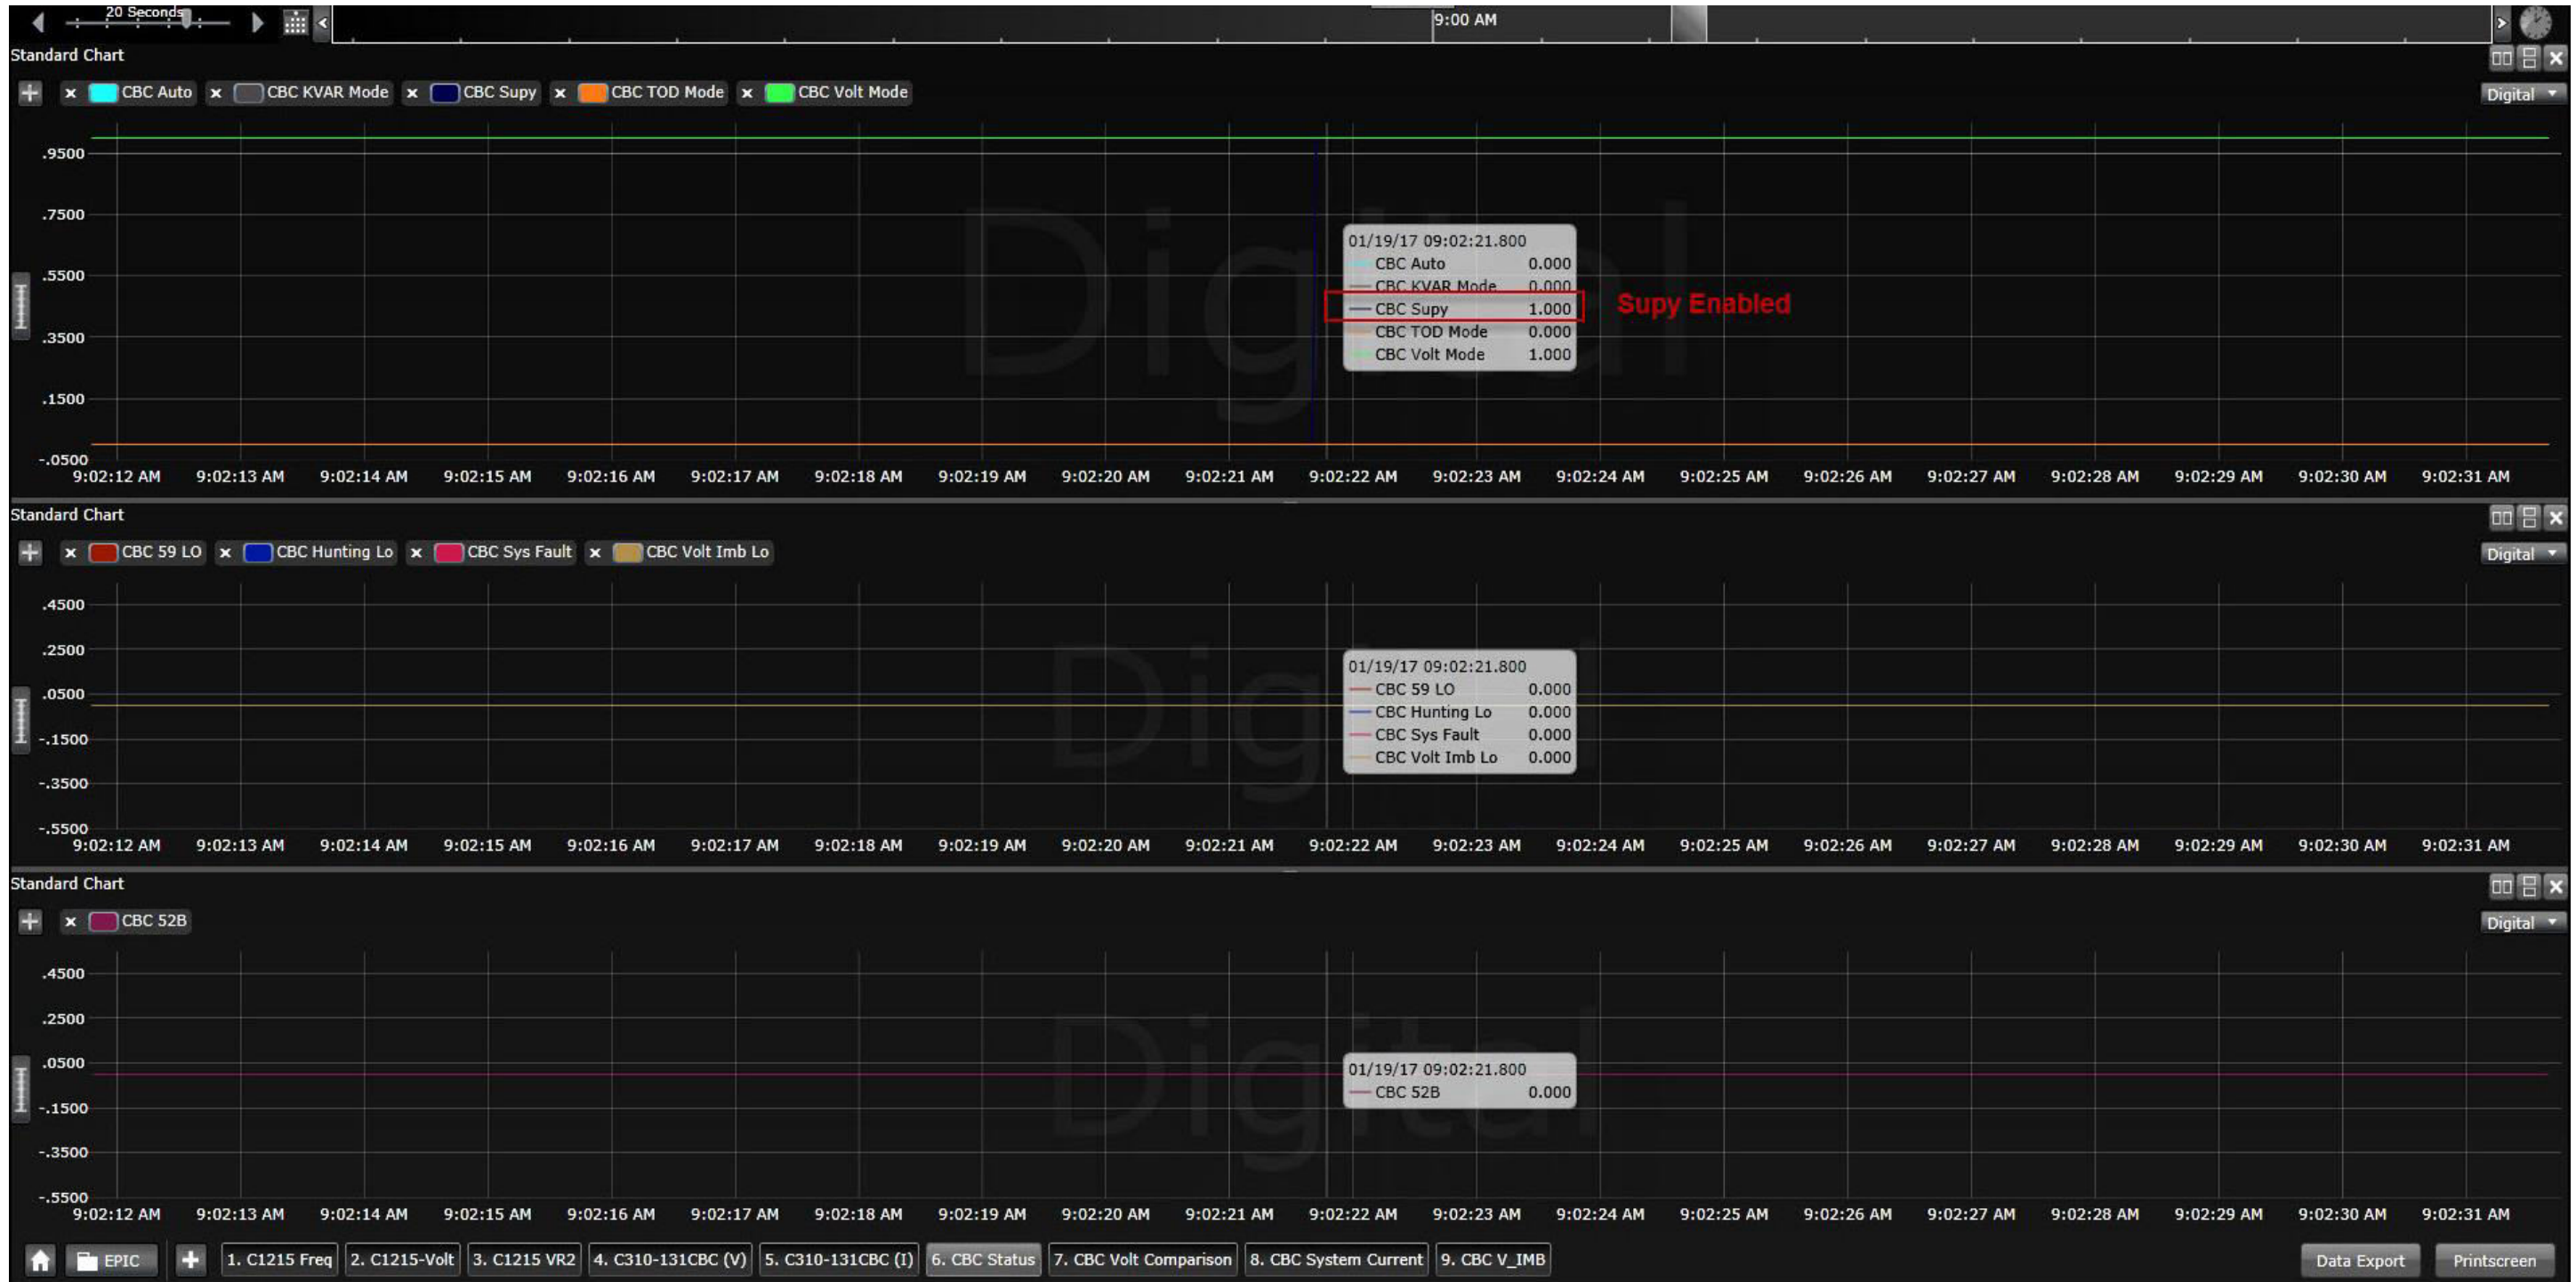 20 Seconds
9:00 AM
Standard Chart
CBC Auto CBC KVAR Mode CBC Supy CBC TOD Mode CBC Volt Mode
Digital
.9500
.7500
.5500
.3500
.1500
-.0500
Digital
01/19/17 09:02:21.800
CBC Auto 0.000
CBC KVAR Mode 0.000
CBC Supy 1.000
CBC TOD Mode 0.000
CBC Volt Mode 1.000
Supy Enabled
9:02:12 AM 9:02:13 AM 9:02:14 AM 9:02:15 AM 9:02:16 AM 9:02:17 AM 9:02:18 AM 9:02:19 AM 9:02:20 AM 9:02:21 AM 9:02:22 AM 9:02:23 AM 9:02:24 AM 9:02:25 AM 9:02:26 AM 9:02:27 AM 9:02:28 AM 9:02:29 AM 9:02:30 AM 9:02:31 AM
Standard Chart
CBC 59 LO CBC Hunting Lo CBC Sys Fault CBC Volt Imb Lo
Digital
.4500
.2500
.0500
-.1500
-.3500
-.5500
Digital
01/19/17 09:02:21.800
CBC 59 LO 0.000
CBC Hunting Lo 0.000
CBC Sys Fault 0.000
CBC Volt Imb Lo 0.000
9:02:12 AM 9:02:13 AM 9:02:14 AM 9:02:15 AM 9:02:16 AM 9:02:17 AM 9:02:18 AM 9:02:19 AM 9:02:20 AM 9:02:21 AM 9:02:22 AM 9:02:23 AM 9:02:24 AM 9:02:25 AM 9:02:26 AM 9:02:27 AM 9:02:28 AM 9:02:29 AM 9:02:30 AM 9:02:31 AM
Standard Chart
CBC 52B
Digital
.4500
.2500
.0500
-.1500
-.3500
-.5500
Digital
01/19/17 09:02:21.800
CBC 52B 0.000
9:02:12 AM 9:02:13 AM 9:02:14 AM 9:02:15 AM 9:02:16 AM 9:02:17 AM 9:02:18 AM 9:02:19 AM 9:02:20 AM 9:02:21 AM 9:02:22 AM 9:02:23 AM 9:02:24 AM 9:02:25 AM 9:02:26 AM 9:02:27 AM 9:02:28 AM 9:02:29 AM 9:02:30 AM 9:02:31 AM
EPIC 1. C1215 Freq 2. C1215-Volt 3. C1215 VR2 4. C310-131CBC (V) 5. C310-131CBC (I) 6. CBC Status 7. CBC Volt Comparison 8. CBC System Current 9. CBC V_IMB Data Export Printscreen